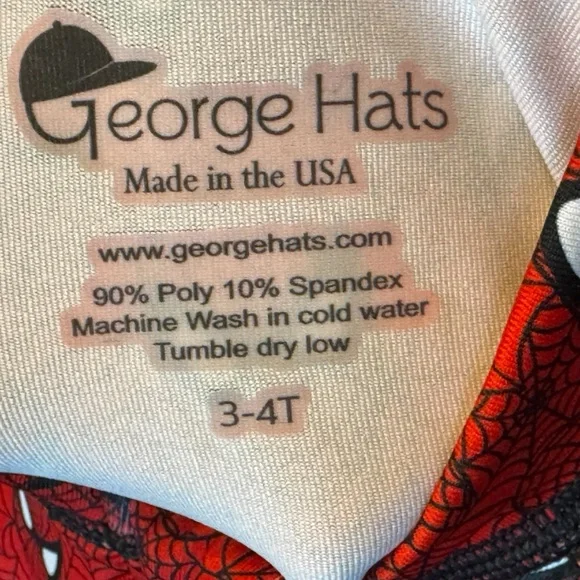 George Hats
Made in the USA
www.georgehats.com
90% Poly 10% Spandex
Machine Wash in cold water
Tumble dry low
3-4T